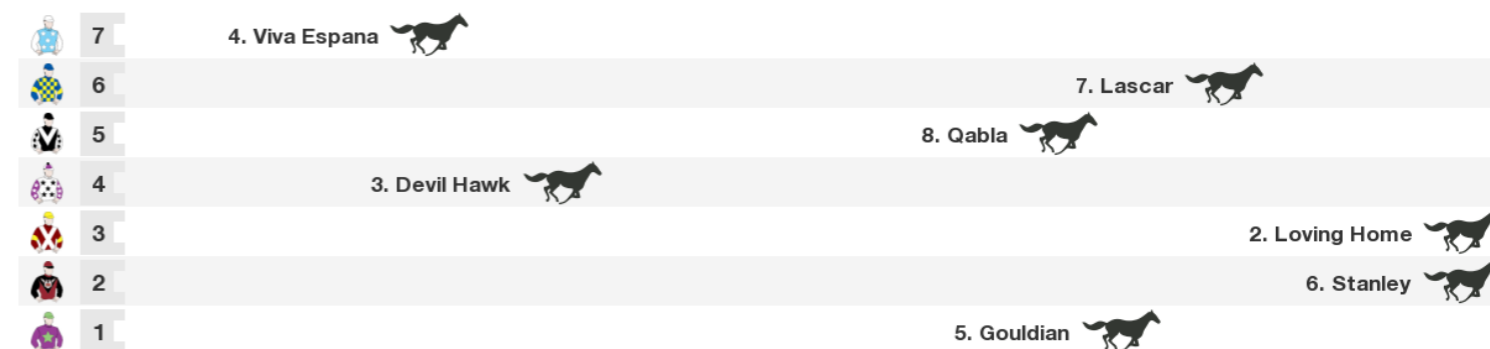 7 4. Viva Espana
6 7. Lascar
5 8. Qabla
4 3. Devil Hawk
3 2. Loving Home
2 6. Stanley
1 5. Gouldian